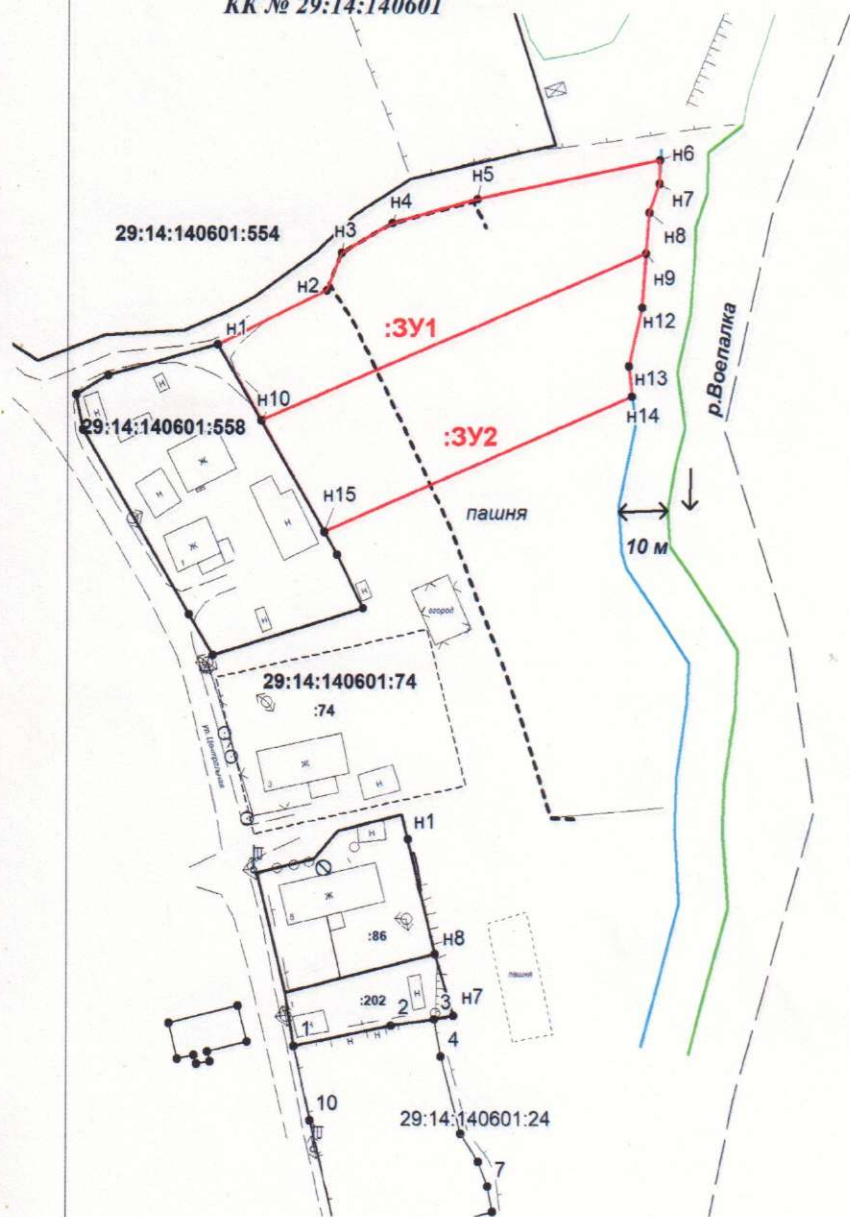 КК № 29:14:140601
н6
н5
н7
н4
н8
н3
29:14:140601:554
н9
н2
н12
:ЗУ1
н1
р.Воепалка
н
н13
н10
н14
29:14:140601:558
н
:ЗУ2
ж
н15
пашня
н
ж
10 м
н
огород
н
29:14:140601:74
:74
ул. Центральная
ж
3
н
н1
н
ж
8
:86
н8
пашня
:202
н
н7
2
3
н
1
н
н
4
10
29:14:140601:24
7